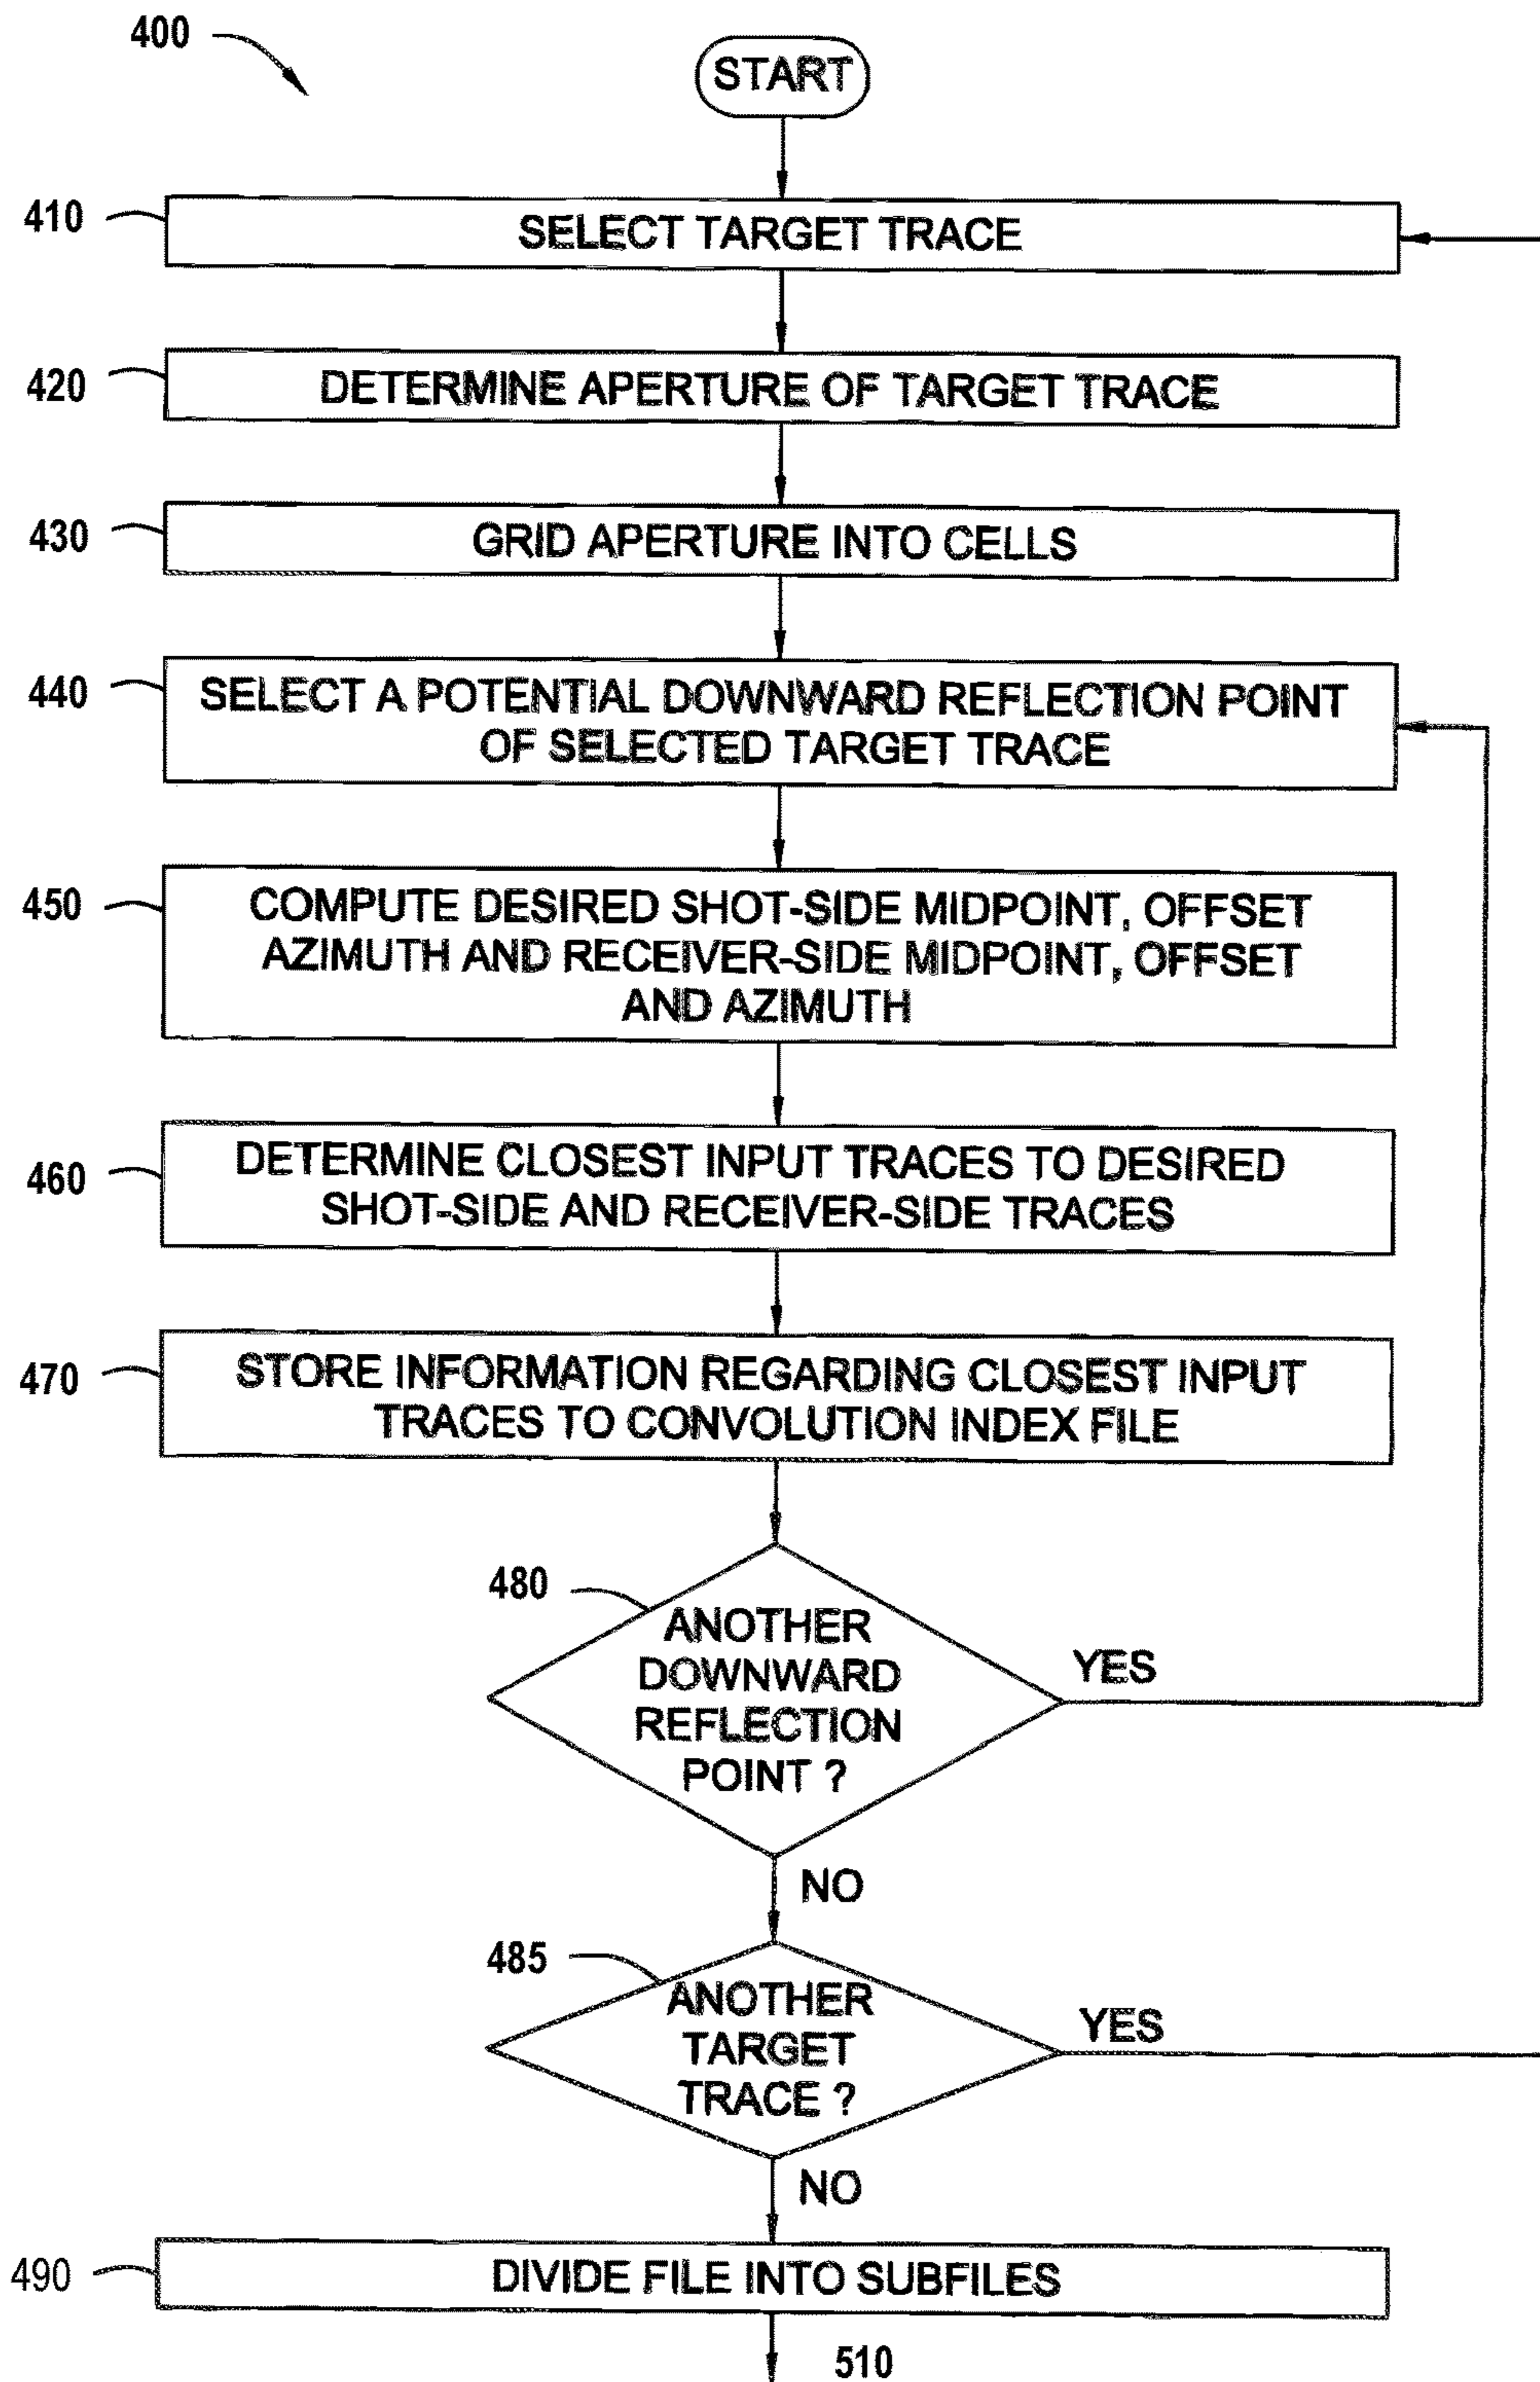 400
START
410
SELECT TARGET TRACE
420
DETERMINE APERTURE OF TARGET TRACE
430
GRID APERTURE INTO CELLS
440
SELECT A POTENTIAL DOWNWARD REFLECTION POINT
OF SELECTED TARGET TRACE
450
COMPUTE DESIRED SHOT-SIDE MIDPOINT, OFFSET
AZIMUTH AND RECEIVER-SIDE MIDPOINT, OFFSET
AND AZIMUTH
460
DETERMINE CLOSEST INPUT TRACES TO DESIRED
SHOT-SIDE AND RECEIVER-SIDE TRACES
470
STORE INFORMATION REGARDING CLOSEST INPUT
TRACES TO CONVOLUTION INDEX FILE
480
ANOTHER
DOWNWARD
REFLECTION
POINT ?
YES
NO
485
ANOTHER
TARGET
TRACE ?
YES
NO
490
DIVIDE FILE INTO SUBFILES
510